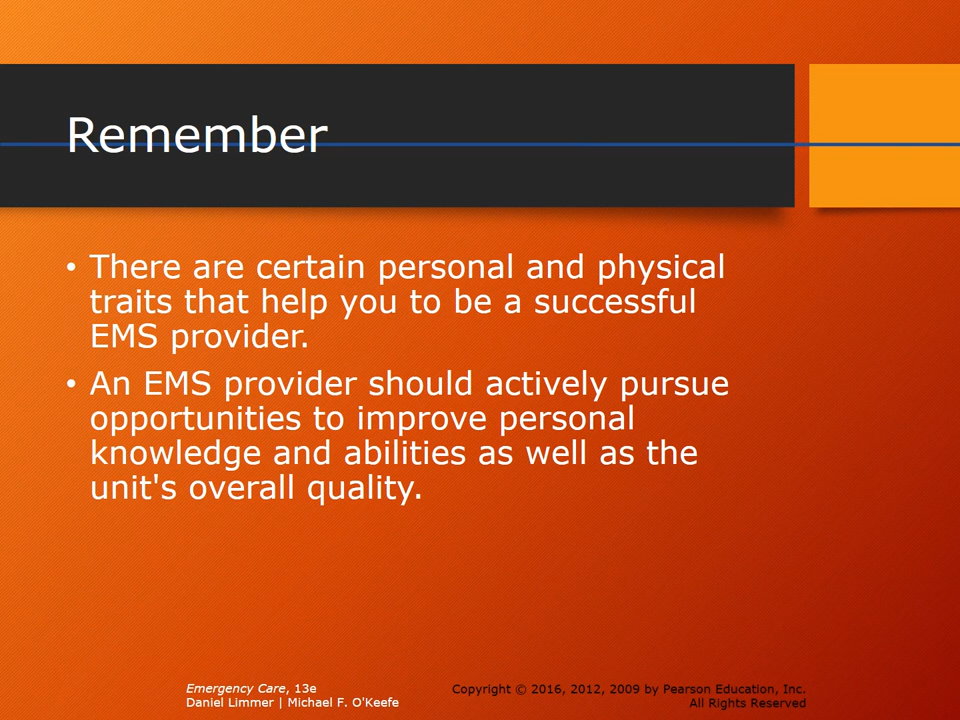 Remember
• There are certain personal and physical
traits that help you to be a successful
EMS provider.
• An EMS provider should actively pursue
opportunities to improve personal
knowledge and abilities as well as the
unit's overall quality.
Emergency Care, 13e
Daniel Limmer | Michael F. O'Keefe
Copyright © 2016, 2012, 2009 by Pearson Education, Inc.
All Rights Reserved